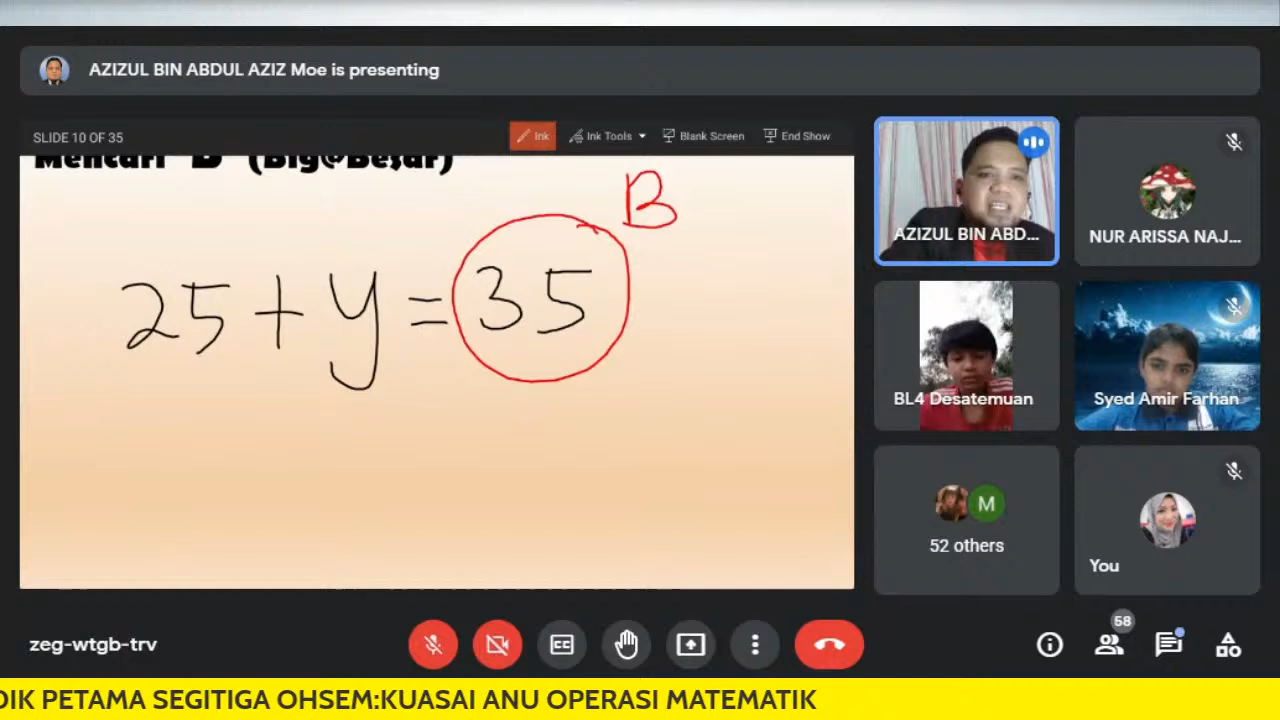 AZIZUL BIN ABDUL AZIZ Moe is presenting
SLIDE 10 OF 35
Ink
Ink Tools
Blank Screen
End Show
Mencari B (Big@Besar)
B
25 + y = 35
AZIZUL BIN ABD...
NUR ARISSA NAJ...
BL4 Desatemuan
Syed Amir Farhan
M
52 others
You
zeg-wtgb-trv
CC
58
DIK PETAMA SEGITIGA OHSEM:KUASAI ANU OPERASI MATEMATIK